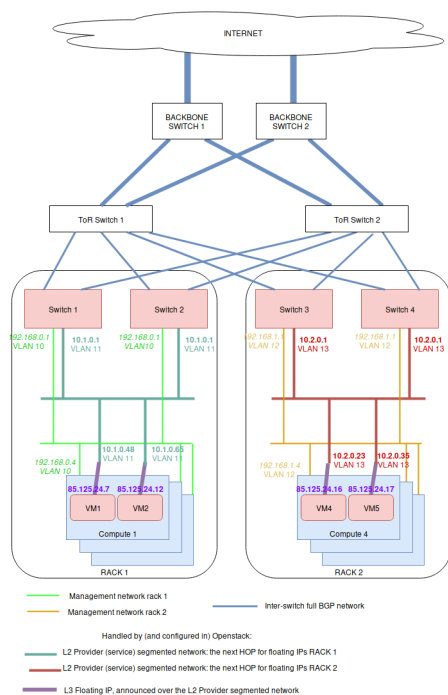 INTERNET
BACKBONE
SWITCH 1
BACKBONE
SWITCH 2
ToR Switch 1
ToR Switch 2
Switch 1
Switch 2
Switch 3
Switch 4
192.168.0.1
VLAN 10
10.1.0.1
VLAN 11
192.168.0.1
VLAN10
10.1.0.1
VLAN 11
192.168.1.1
VLAN 12
10.2.0.1
VLAN 13
192.168.1.1
VLAN 12
10.2.0.1
VLAN 13
10.1.0.48
VLAN 11
10.1.0.65
VLAN 11
192.168.0.4
VLAN 10
10.2.0.23
VLAN 13
10.2.0.35
VLAN 13
192.168.1.4
VLAN 12
85.125.24.7
85.125.24.12
85.125.24.16
85.125.24.17
VM1
VM2
VM4
VM5
Compute 1
Compute 4
RACK 1
RACK 2
Management network rack 1
Management network rack 2
Inter-switch full BGP network
Handled by (and configured in) Openstack:
L2 Provider (service) segmented network: the next HOP for floating IPs RACK 1
L2 Provider (service) segmented network: the next HOP for floating IPs RACK 2
L3 Floating IP, announced over the L2 Provider segmented network